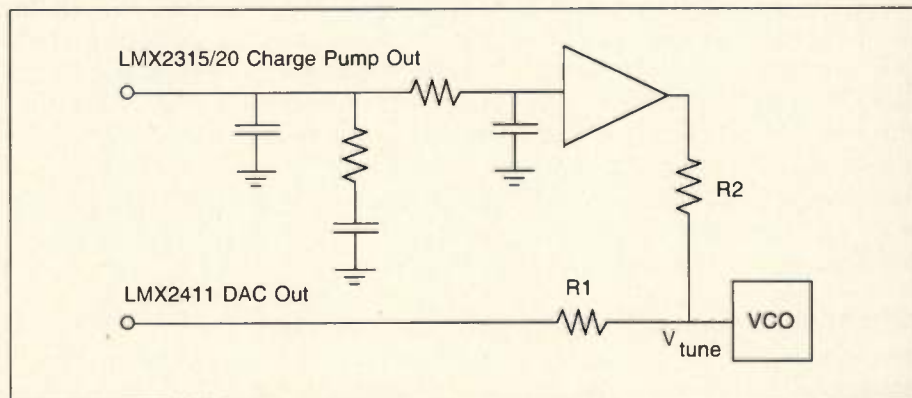 LMX2315/20 Charge Pump Out
R2
LMX2411 DAC Out
R1
V tune
VCO